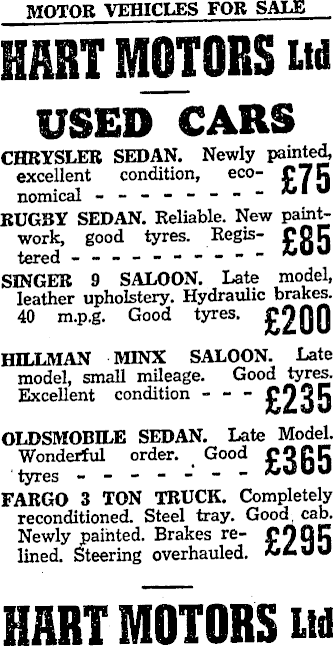 MOTOR VEHICLES FOR SALE
HART MOTORS Ltd
USED CARS
CHRYSLER SEDAN. Newly painted,
excellent condition, eco-
nomical - - - - - - - - £75
RUGBY SEDAN. Reliable. New paint-
work, good tyres. Regis-
tered - - - - - - - - - - £85
SINGER 9 SALOON. Late model,
leather upholstery. Hydraulic brakes.
40 m.p.g. Good tyres. £200
HILLMAN MINX SALOON. Late
model, small mileage. Good tyres.
Excellent condition - - - £235
OLDSMOBILE SEDAN. Late Model.
Wonderful order. Good
tyres - - - - - - - £365
FARGO 3 TON TRUCK. Completely
reconditioned. Steel tray. Good cab.
Newly painted. Brakes re-
lined. Steering overhauled. £295
HART MOTORS Ltd